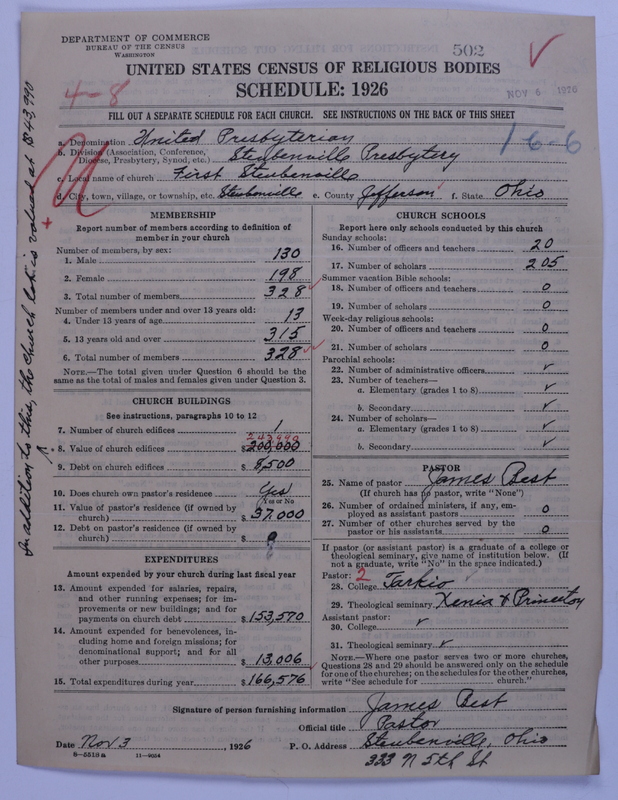 DEPARTMENT OF COMMERCE
BUREAU OF THE CENSUS
WASHINGTON
502
UNITED STATES CENSUS OF RELIGIOUS BODIES
SCHEDULE: 1926
4-8
NOV 6 1926
FILL OUT A SEPARATE SCHEDULE FOR EACH CHURCH. SEE INSTRUCTIONS ON THE BACK OF THIS SHEET
16-6
a. Denomination United Presbyterian
b. Division (Association, Conference, Diocese, Presbytery, Synod, etc.) Steubenville Presbytery
c. Local name of church First Steubenville
d. City, town, village, or township, etc. Steubenville e. County Jefferson f. State Ohio
In addition to this, the church lot is valued at $43,990
MEMBERSHIP
Report number of members according to definition of
member in your church
Number of members, by sex:
1. Male 130
2. Female 198
3. Total number of members 328
Number of members under and over 13 years old:
4. Under 13 years of age 13
5. 13 years old and over 315
6. Total number of members 328
NOTE.—The total given under Question 6 should be
same as the total of males and females given under Question 3.
CHURCH BUILDINGS
See instructions, paragraphs 10 to 12
7. Number of church edifices 1
243,990
8. Value of church edifices $200,000
9. Debt on church edifices $8,500
10. Does church own pastor's residence Yes
(Yes or No)
11. Value of pastor's residence (if owned by
church) $37,000
12. Debt on pastor's residence (if owned by
church) $0
EXPENDITURES
Amount expended by your church during last fiscal year
13. Amount expended for salaries, repairs,
and other running expenses; for im-
provements or new buildings; and for
payments on church debt $153,570
14. Amount expended for benevolences, in-
cluding home and foreign missions; for
denominational support; and for all
other purposes $13,006
15. Total expenditures during year $166,576
CHURCH SCHOOLS
Report here only schools conducted by this church
Sunday schools:
16. Number of officers and teachers 20
17. Number of scholars 205
Summer vacation Bible schools:
18. Number of officers and teachers 0
19. Number of scholars 0
Week-day religious schools:
20. Number of officers and teachers 0
21. Number of scholars 0
Parochial schools:
22. Number of administrative officers ✓
23. Number of teachers—
a. Elementary (grades 1 to 8) ✓
b. Secondary ✓
24. Number of scholars—
a. Elementary (grades 1 to 8) ✓
b. Secondary ✓
PASTOR
25. Name of pastor James Best
(If church has no pastor, write "None")
26. Number of ordained ministers, if any, em-
ployed as assistant pastors 0
27. Number of other churches served by the
pastor or his assistants 0
If pastor (or assistant pastor) is a graduate of a college or
theological seminary, give name of institution below. (If
not a graduate, write "No" in the space indicated.)
Pastor: 2
28. College Tarkio
29. Theological seminary Xenia & Princeton
Assistant pastor:
30. College ✓
31. Theological seminary ✓
NOTE.—Where one pastor serves two or more churches,
Questions 28 and 29 should be answered only on the schedule
for one of the churches; on the schedules for the other churches,
write "See schedule for church."
Signature of person furnishing information James Best
Official title Pastor
Date Nov 3, 1926 P. O. Address Steubenville, Ohio
8-5513a 11-9034 333 N 5th St